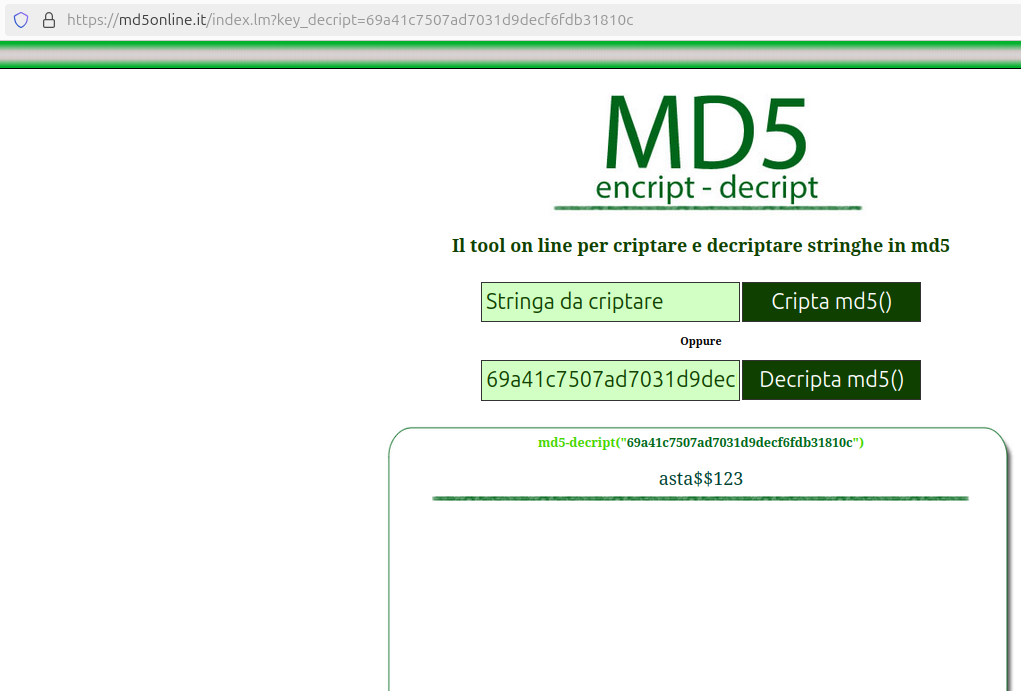 https://md5online.it/index.lm?key_decript=69a41c7507ad7031d9decf6fdb31810c
MD5
encript - decript
Il tool on line per criptare e decriptare stringhe in md5
Stringa da criptare
Cripta md5()
Oppure
69a41c7507ad7031d9dec
Decripta md5()
md5-decript("69a41c7507ad7031d9decf6fdb31810c")
asta$$123